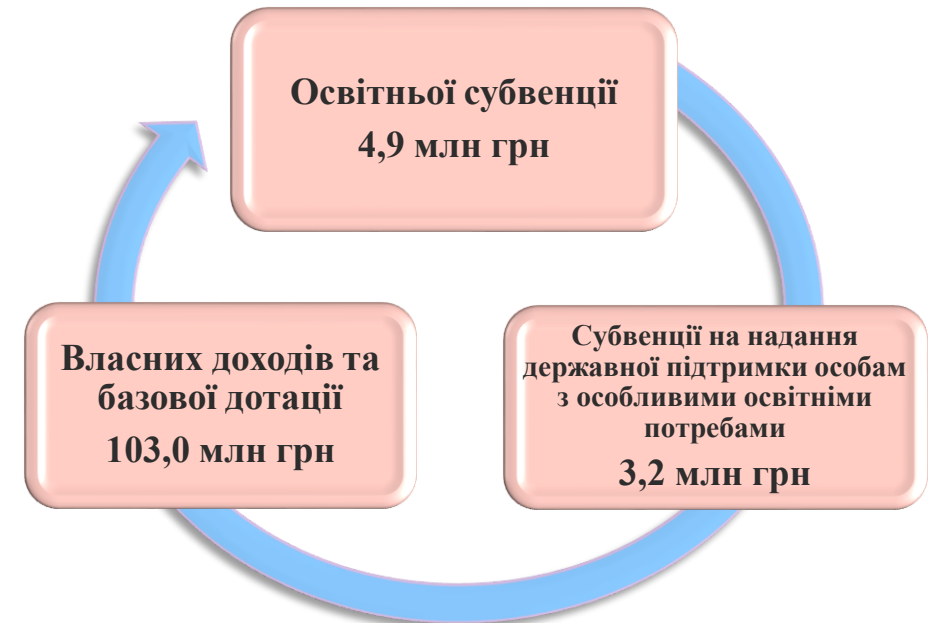 Освітньої субвенції
4,9 млн грн
Власних доходів та
базової дотації
103,0 млн грн
Субвенції на надання
державної підтримки особам
з особливими освітніми
потребами
3,2 млн грн